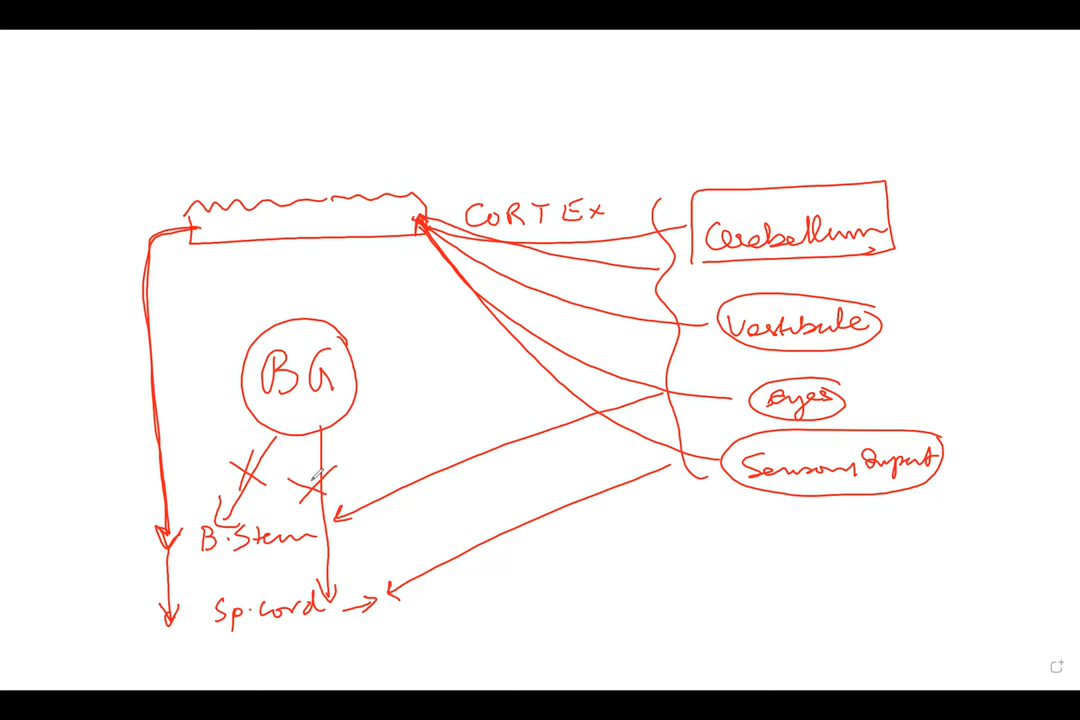 CORTEX
Cerebellum
Vestibule
BG
Eyes
Sensory Input
B.Stem
Sp.cord